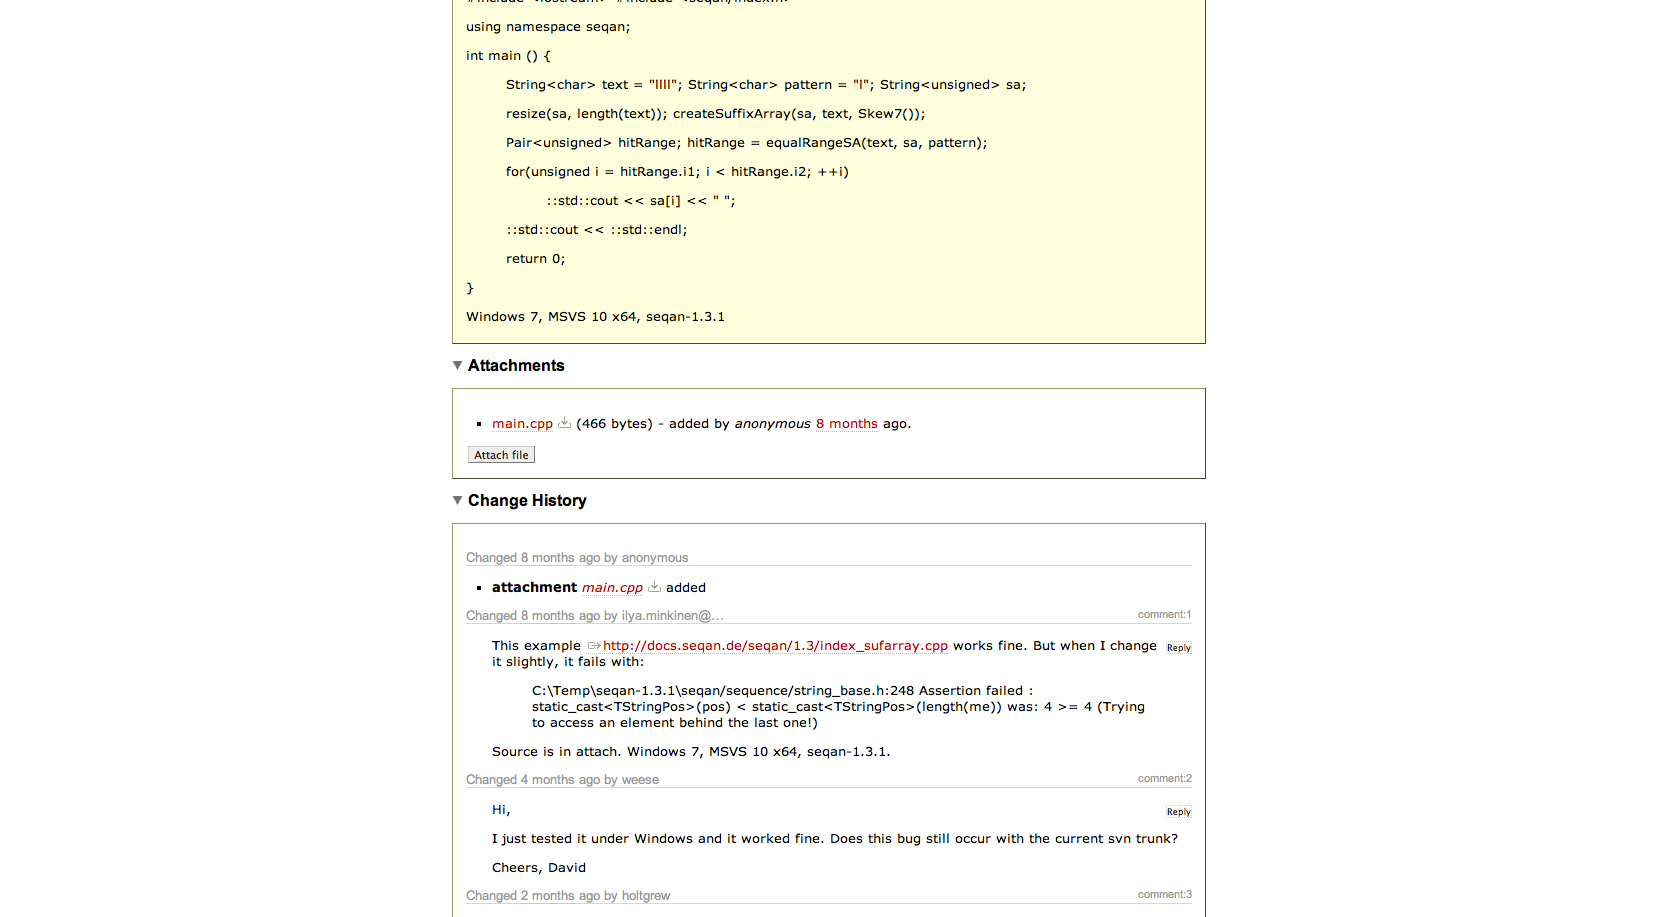 using namespace seqan;
int main () {
String<char> text = "llll"; String<char> pattern = "l"; String<unsigned> sa;
resize(sa, length(text)); createSuffixArray(sa, text, Skew7());
Pair<unsigned> hitRange; hitRange = equalRangeSA(text, sa, pattern);
for(unsigned i = hitRange.i1; i < hitRange.i2; ++i)
::std::cout << sa[i] << " ";
::std::cout << ::std::endl;
return 0;
}
Windows 7, MSVS 10 x64, seqan-1.3.1
Attachments
main.cpp (466 bytes) - added by anonymous 8 months ago.
Attach file
Change History
Changed 8 months ago by anonymous
attachment main.cpp added
Changed 8 months ago by ilya.minkinen@… comment:1
This example http://docs.seqan.de/seqan/1.3/index_sufarray.cpp works fine. But when I change Reply
it slightly, it fails with:
C:\Temp\seqan-1.3.1\seqan/sequence/string_base.h:248 Assertion failed :
static_cast<TStringPos>(pos) < static_cast<TStringPos>(length(me)) was: 4 >= 4 (Trying
to access an element behind the last one!)
Source is in attach. Windows 7, MSVS 10 x64, seqan-1.3.1.
Changed 4 months ago by weese comment:2
Hi, Reply
I just tested it under Windows and it worked fine. Does this bug still occur with the current svn trunk?
Cheers, David
Changed 2 months ago by holtgrew comment:3